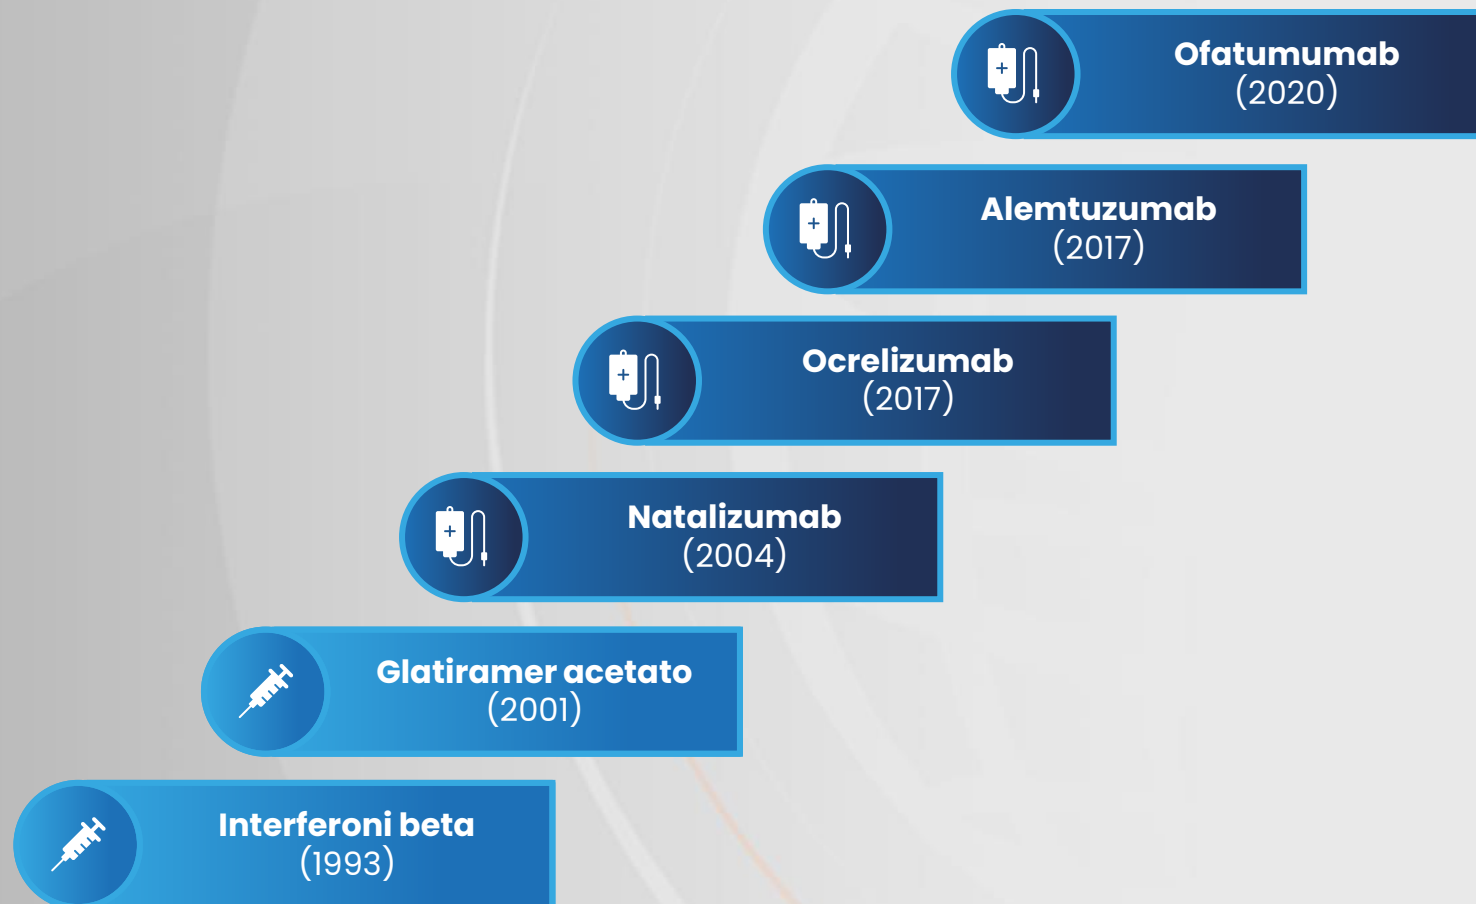 Ofatumumab
(2020)
Alemtuzumab
(2017)
Ocrelizumab
(2017)
Natalizumab
(2004)
Glatiramer acetato
(2001)
Interferoni beta
(1993)